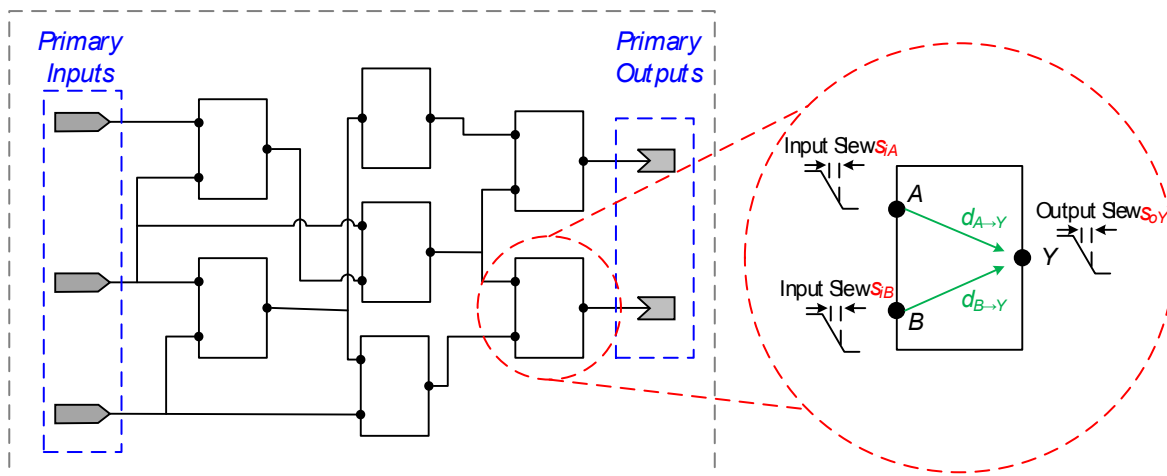 Primary
Inputs
Primary
Outputs
Input Slew s_iA
A
d_A→Y
Output Slew s_oY
Y
Input Slew s_iB
d_B→Y
B